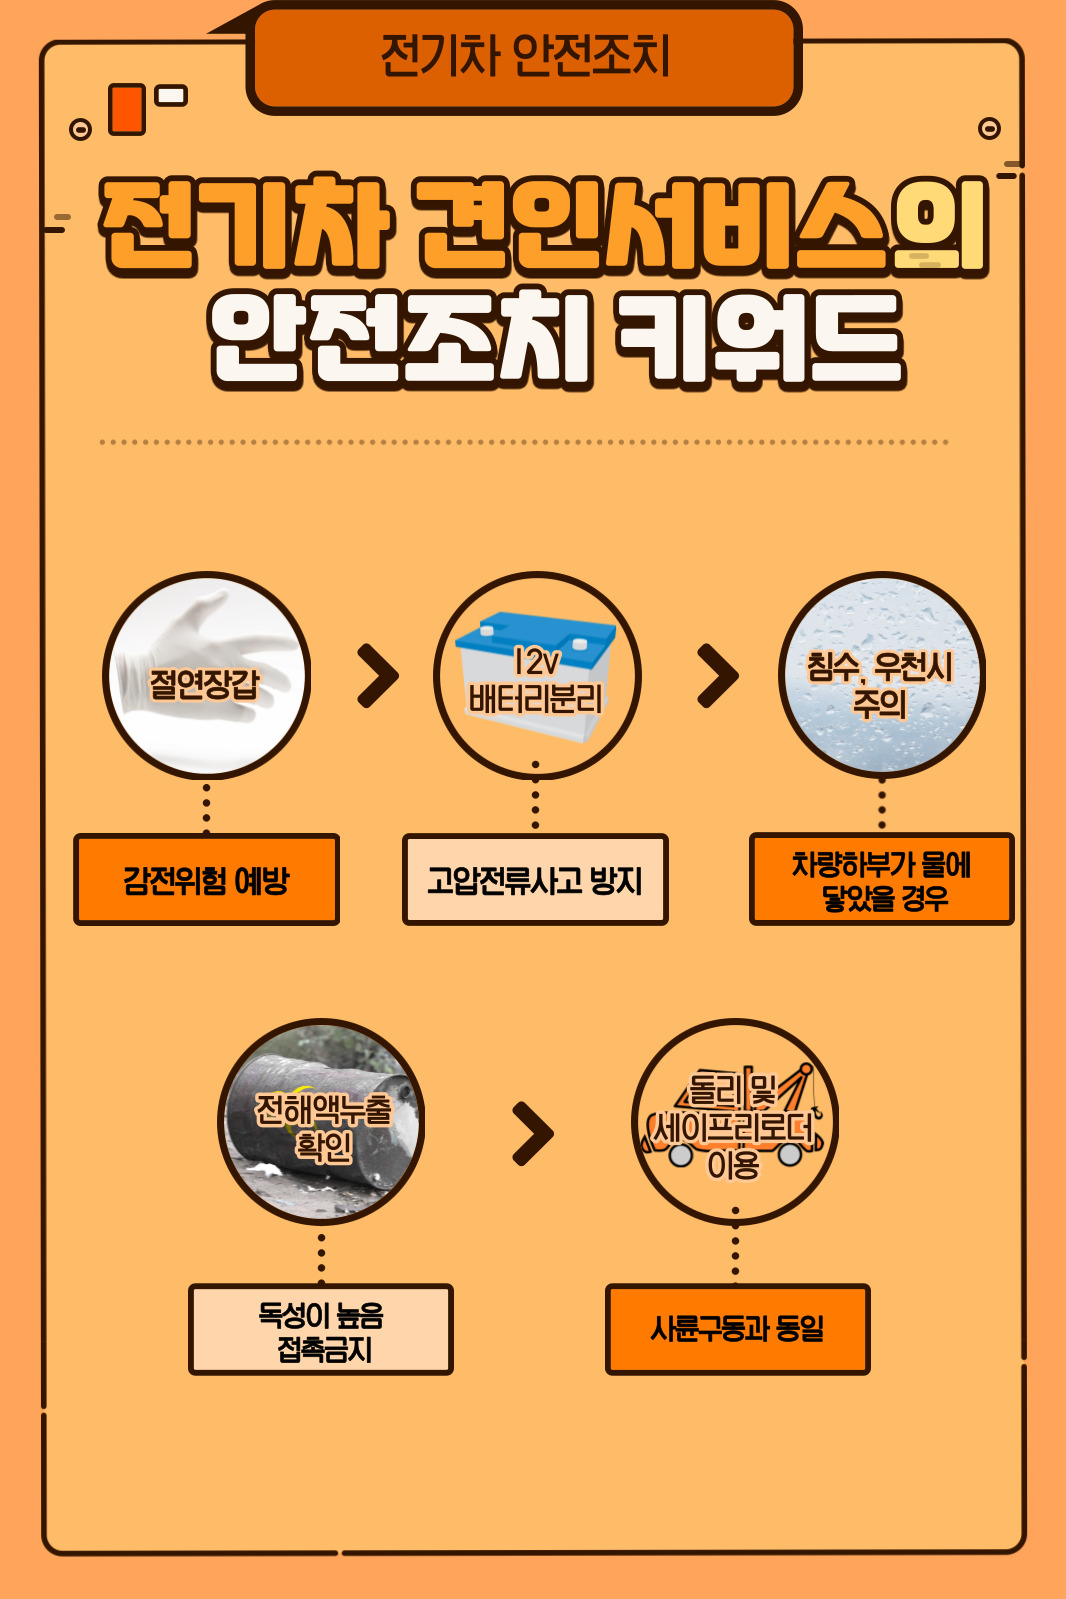 전기차 안전조치
전기차 견인서비스의
안전조치 키워드
절연장갑
12v
배터리분리
침수, 우천시
주의
감전위험 예방
고압전류사고 방지
차량하부가 물에
닿았을 경우
전해액누출
확인
돌리 및
세이프리로더
이용
독성이 높음
접촉금지
사륜구동과 동일